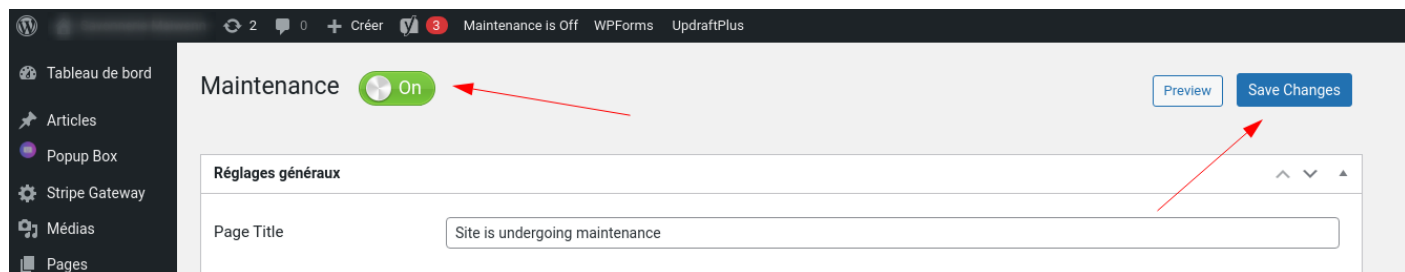 2 0 Créer 3 Maintenance is Off WPForms UpdraftPlus
Tableau de bord
Maintenance On Preview Save Changes
Articles
Popup Box
Réglages généraux
Stripe Gateway
Médias
Page Title Site is undergoing maintenance
Pages